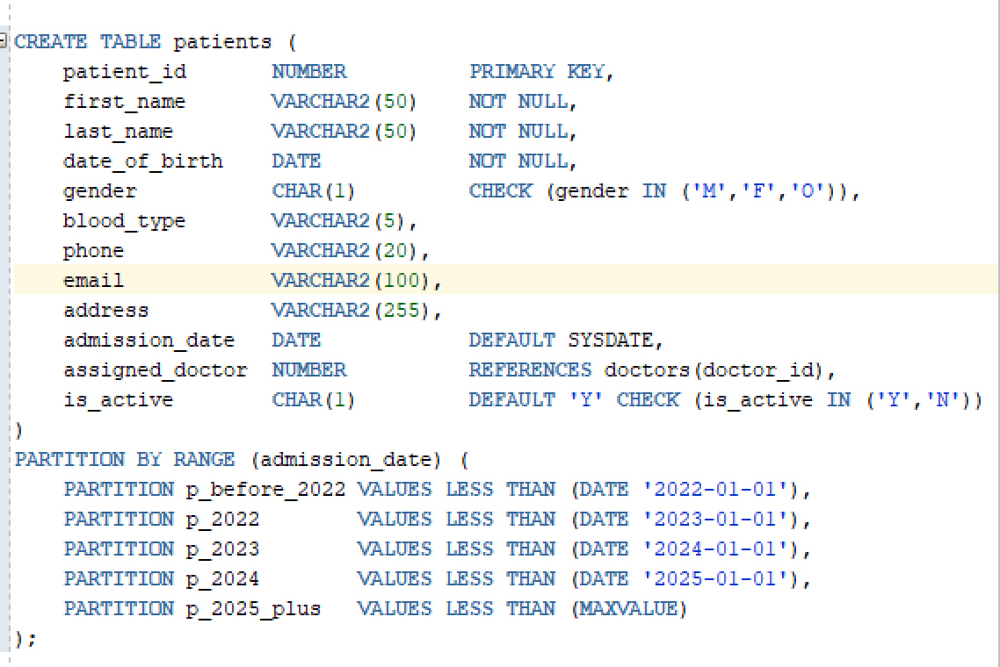 CREATE TABLE patients (
    patient_id       NUMBER          PRIMARY KEY,
    first_name       VARCHAR2(50)    NOT NULL,
    last_name        VARCHAR2(50)    NOT NULL,
    date_of_birth    DATE            NOT NULL,
    gender           CHAR(1)         CHECK (gender IN ('M','F','O')),
    blood_type       VARCHAR2(5),
    phone            VARCHAR2(20),
    email            VARCHAR2(100),
    address          VARCHAR2(255),
    admission_date   DATE            DEFAULT SYSDATE,
    assigned_doctor  NUMBER          REFERENCES doctors(doctor_id),
    is_active        CHAR(1)         DEFAULT 'Y' CHECK (is_active IN ('Y','N'))
)
PARTITION BY RANGE (admission_date) (
    PARTITION p_before_2022 VALUES LESS THAN (DATE '2022-01-01'),
    PARTITION p_2022        VALUES LESS THAN (DATE '2023-01-01'),
    PARTITION p_2023        VALUES LESS THAN (DATE '2024-01-01'),
    PARTITION p_2024        VALUES LESS THAN (DATE '2025-01-01'),
    PARTITION p_2025_plus   VALUES LESS THAN (MAXVALUE)
);